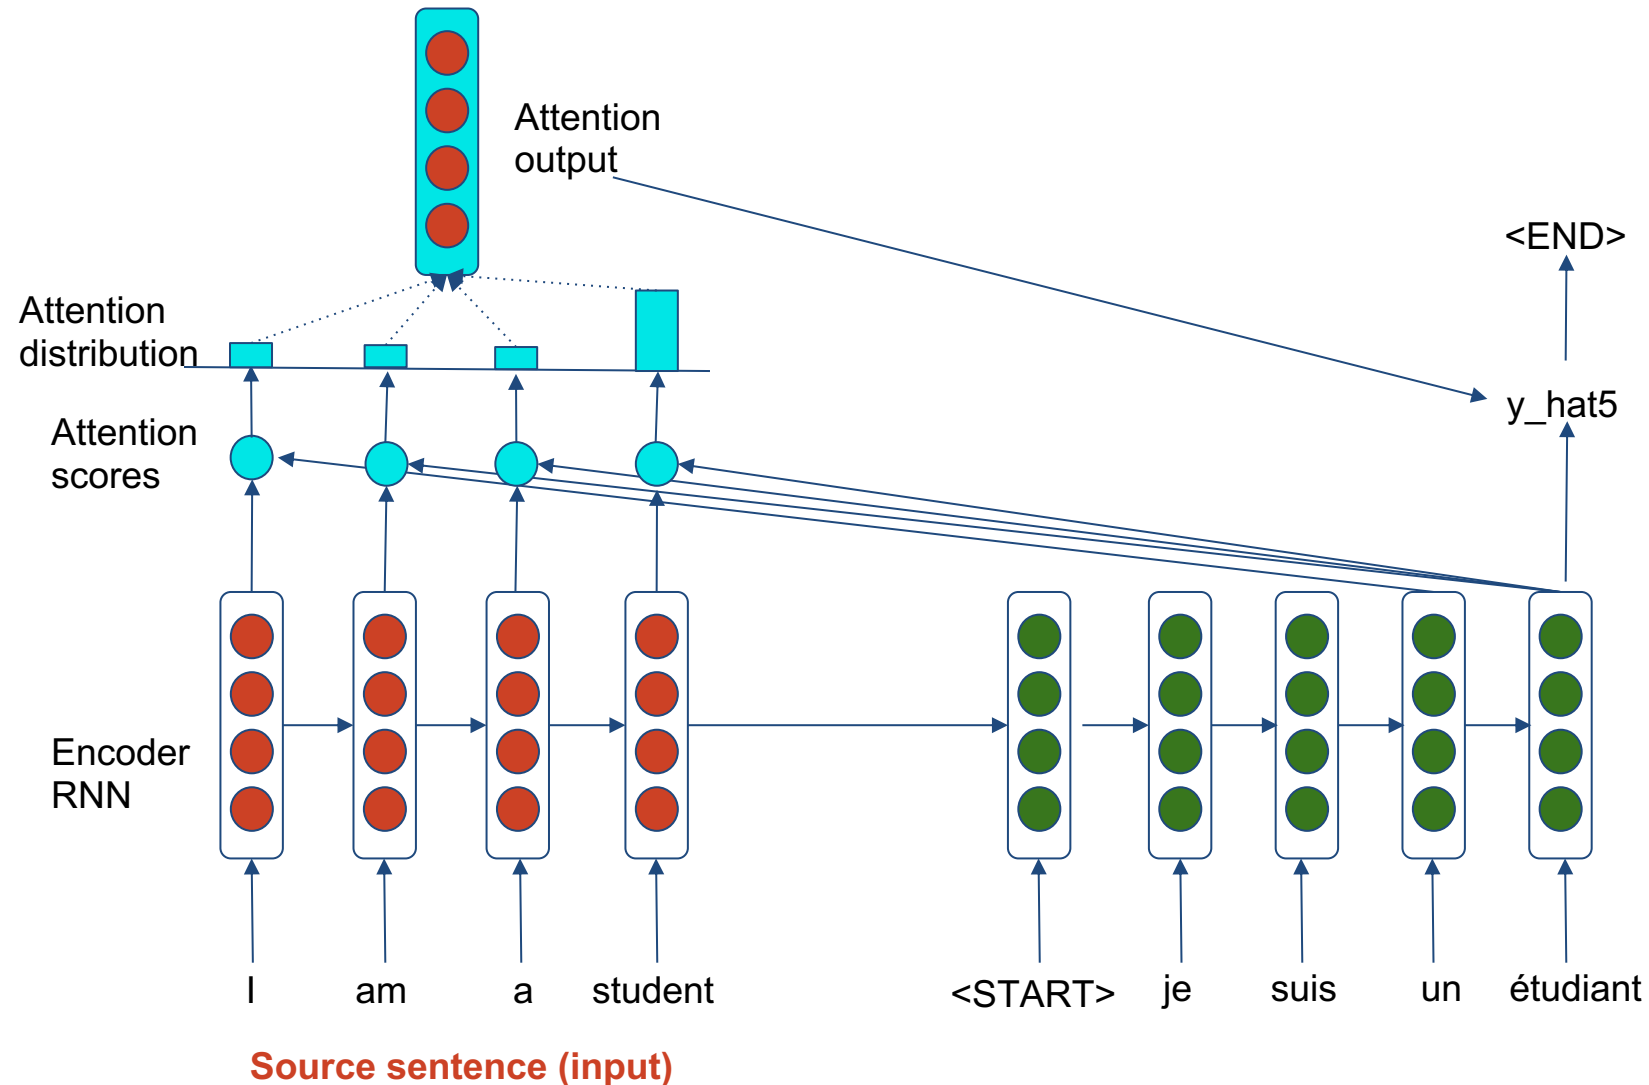 Attention
output
<END>
Attention
distribution
y_hat5
Attention
scores
Encoder
RNN
I am a student <START> je suis un étudiant
Source sentence (input)